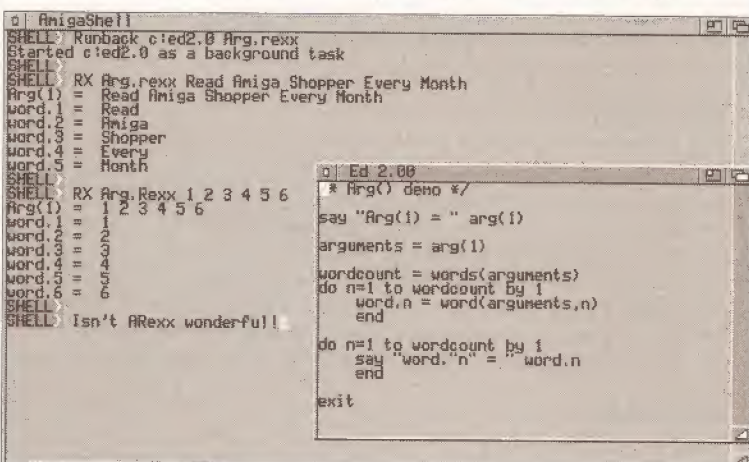 AmigaShell
SHELL> Runback c:ed2.0 Arg.rexx
Started c:ed2.0 as a background task
SHELL>
SHELL> RX Arg.rexx Read Amiga Shopper Every Month
Arg(1) =  Read Amiga Shopper Every Month
word.1 =  Read
word.2 =  Amiga
word.3 =  Shopper
word.4 =  Every
word.5 =  Month
SHELL>
SHELL> RX Arg.Rexx 1 2 3 4 5 6
Arg(1) =  1 2 3 4 5 6
word.1 =  1
word.2 =  2
word.3 =  3
word.4 =  4
word.5 =  5
word.6 =  6
SHELL>
SHELL> Isn't ARexx wonderful!
Ed 2.00
* Arg() demo */
say "Arg(1) = " arg(1)
arguments = arg(1)
wordcount = words(arguments)
do n=1 to wordcount by 1
word.n = word(arguments,n)
end
do n=1 to wordcount by 1
say "word."n" = " word.n
end
exit